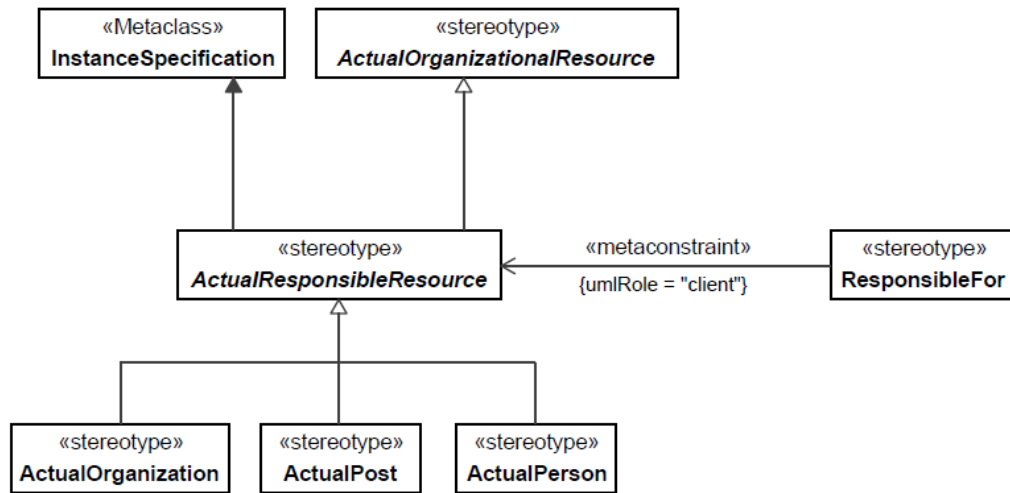 «Metaclass»
InstanceSpecification
«stereotype»
ActualOrganizationalResource
«stereotype»
ActualResponsibleResource
«metaconstraint»
{umlRole = "client"}
«stereotype»
ResponsibleFor
«stereotype»
ActualOrganization
«stereotype»
ActualPost
«stereotype»
ActualPerson